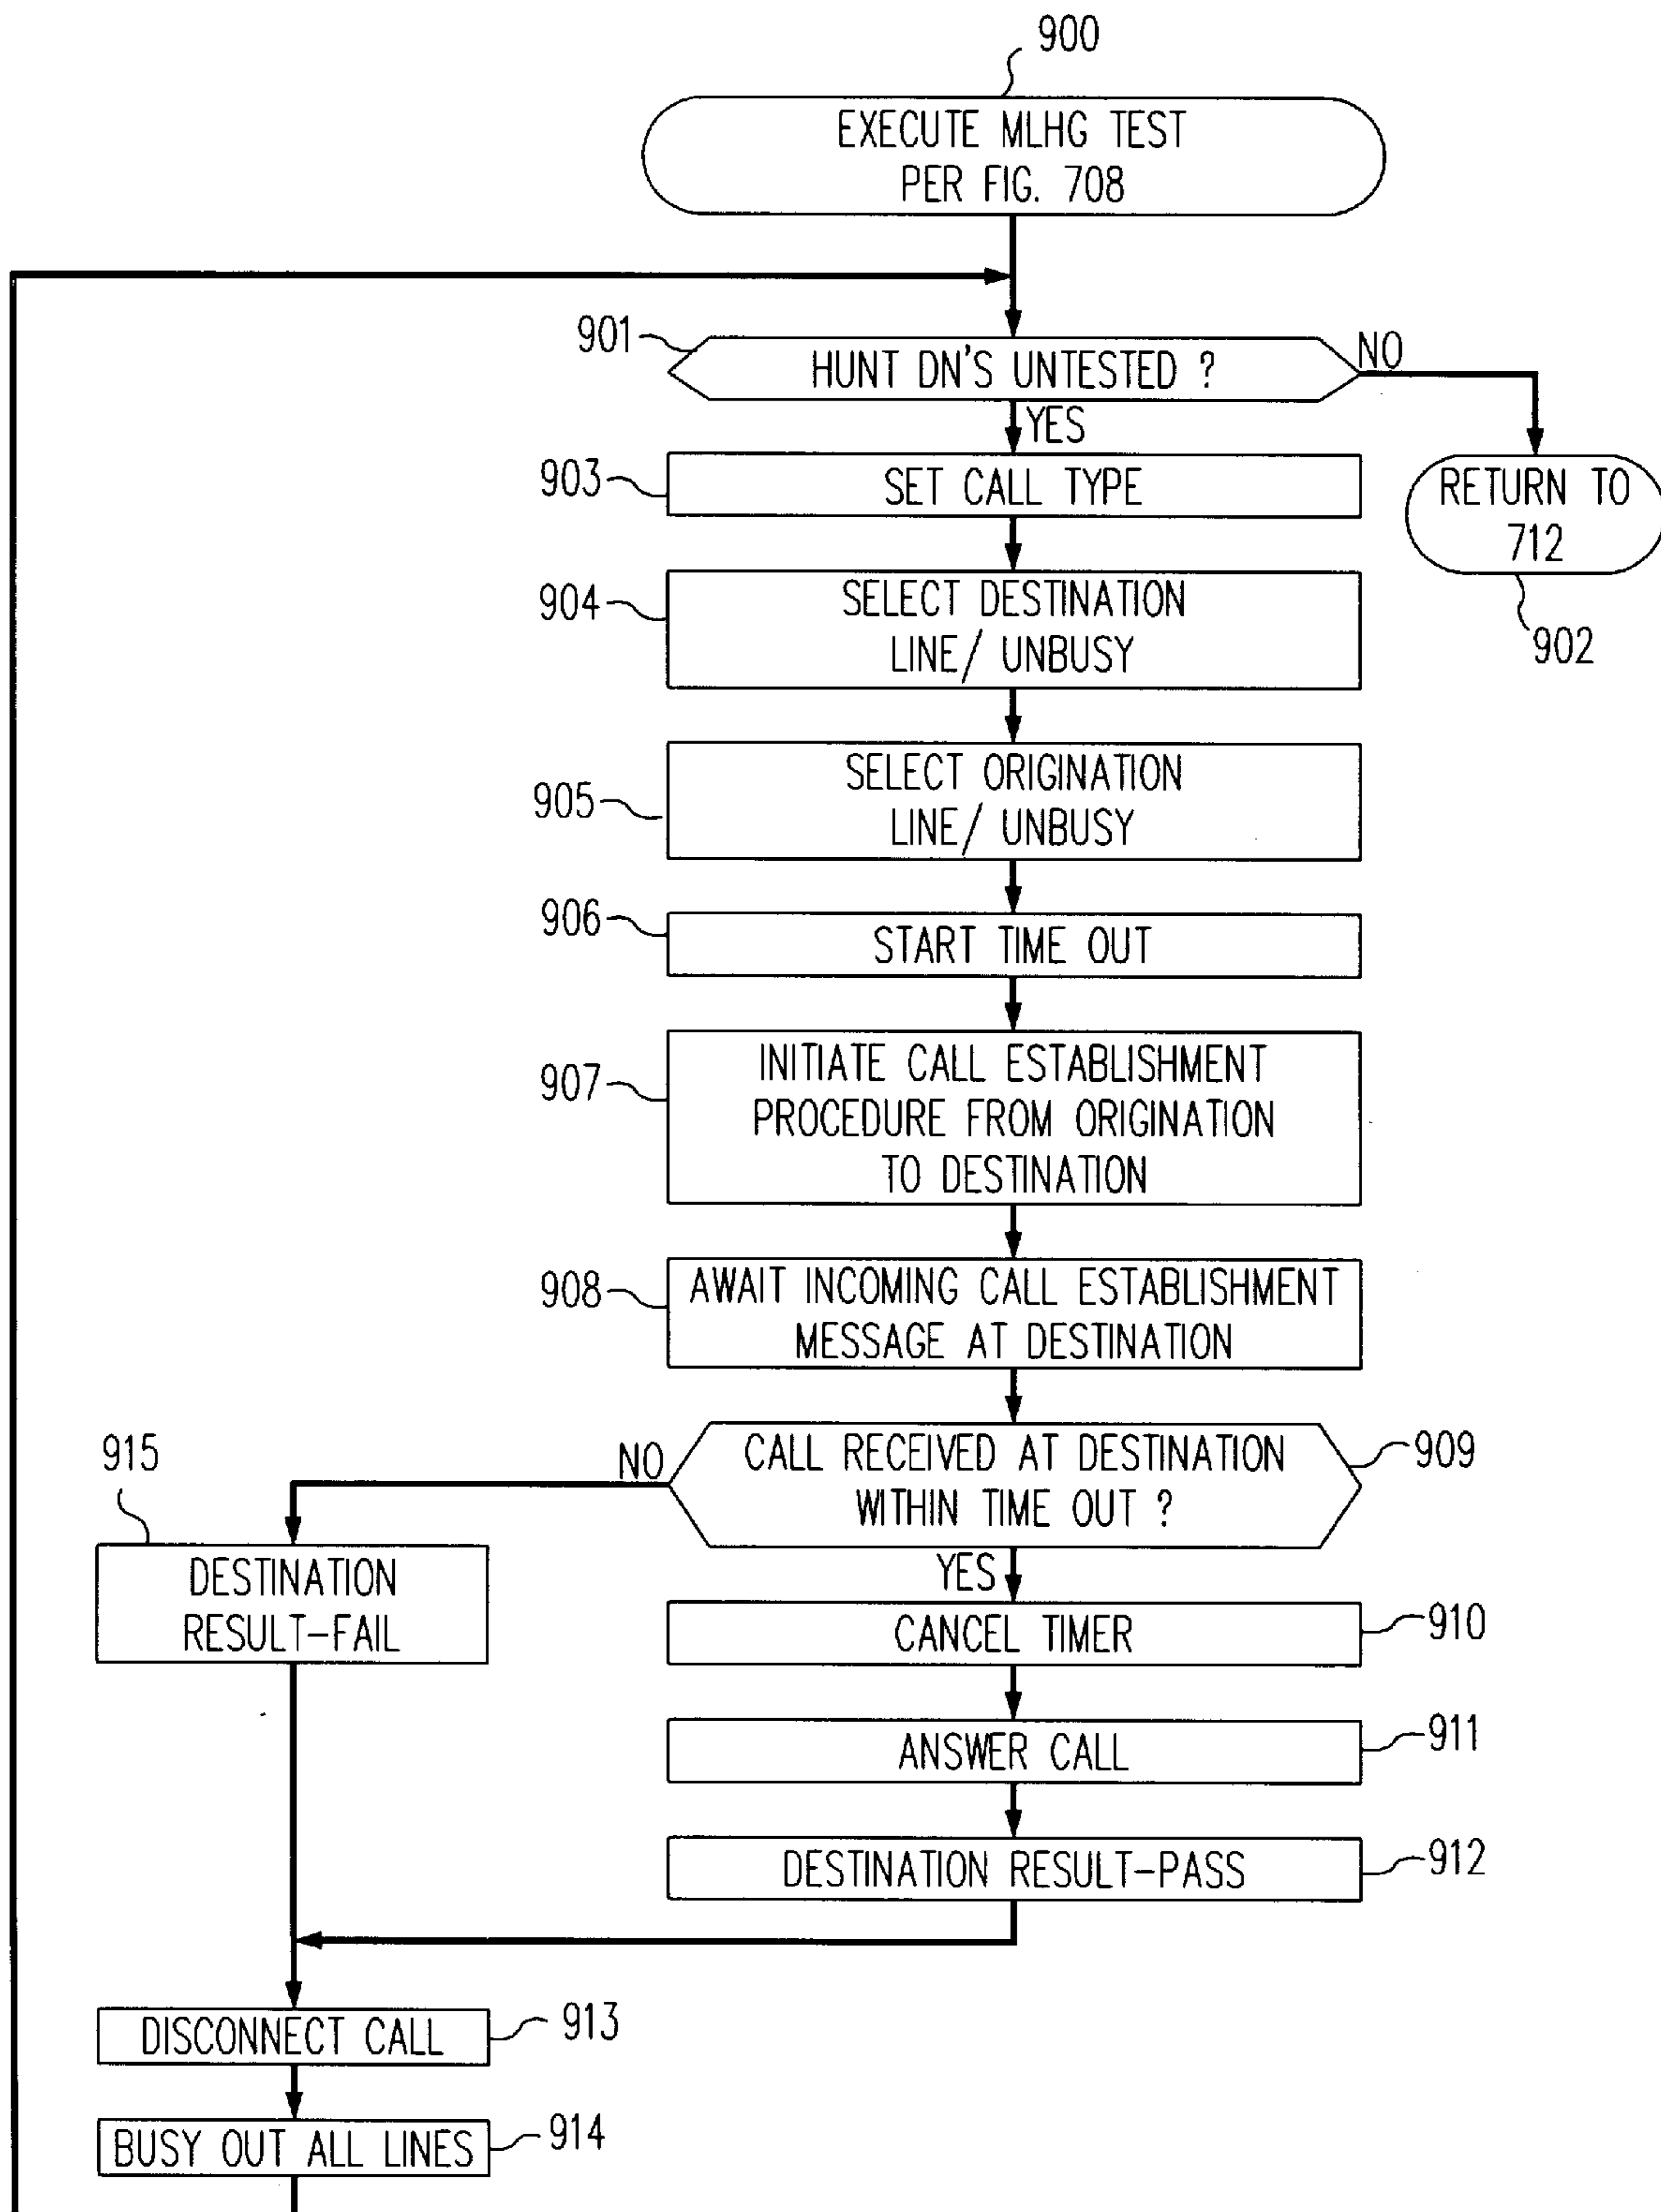 900
EXECUTE MLHG TEST
PER FIG. 708
901
HUNT DN'S UNTESTED ?
NO
YES
903
SET CALL TYPE
RETURN TO
712
902
904
SELECT DESTINATION
LINE/ UNBUSY
905
SELECT ORIGINATION
LINE/ UNBUSY
906
START TIME OUT
907
INITIATE CALL ESTABLISHMENT
PROCEDURE FROM ORIGINATION
TO DESTINATION
908
AWAIT INCOMING CALL ESTABLISHMENT
MESSAGE AT DESTINATION
909
CALL RECEIVED AT DESTINATION
WITHIN TIME OUT ?
NO
YES
915
DESTINATION
RESULT-FAIL
CANCEL TIMER
910
ANSWER CALL
911
DESTINATION RESULT-PASS
912
DISCONNECT CALL
913
BUSY OUT ALL LINES
914